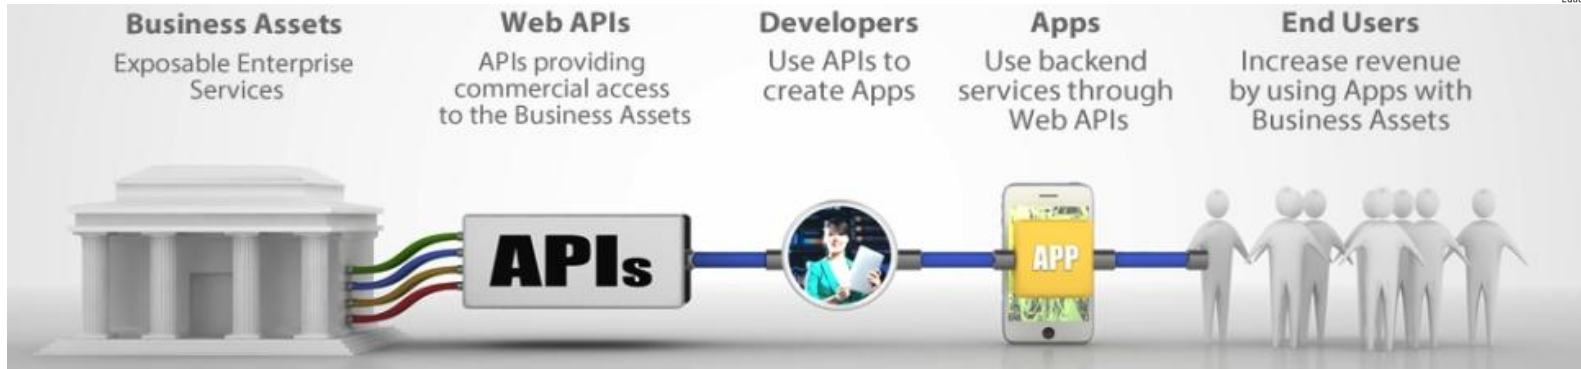 Business Assets
Exposable Enterprise
Services
Web APIs
APIs providing
commercial access
to the Business Assets
Developers
Use APIs to
create Apps
Apps
Use backend
services through
Web APIs
End Users
Increase revenue
by using Apps with
Business Assets
APIs
APP